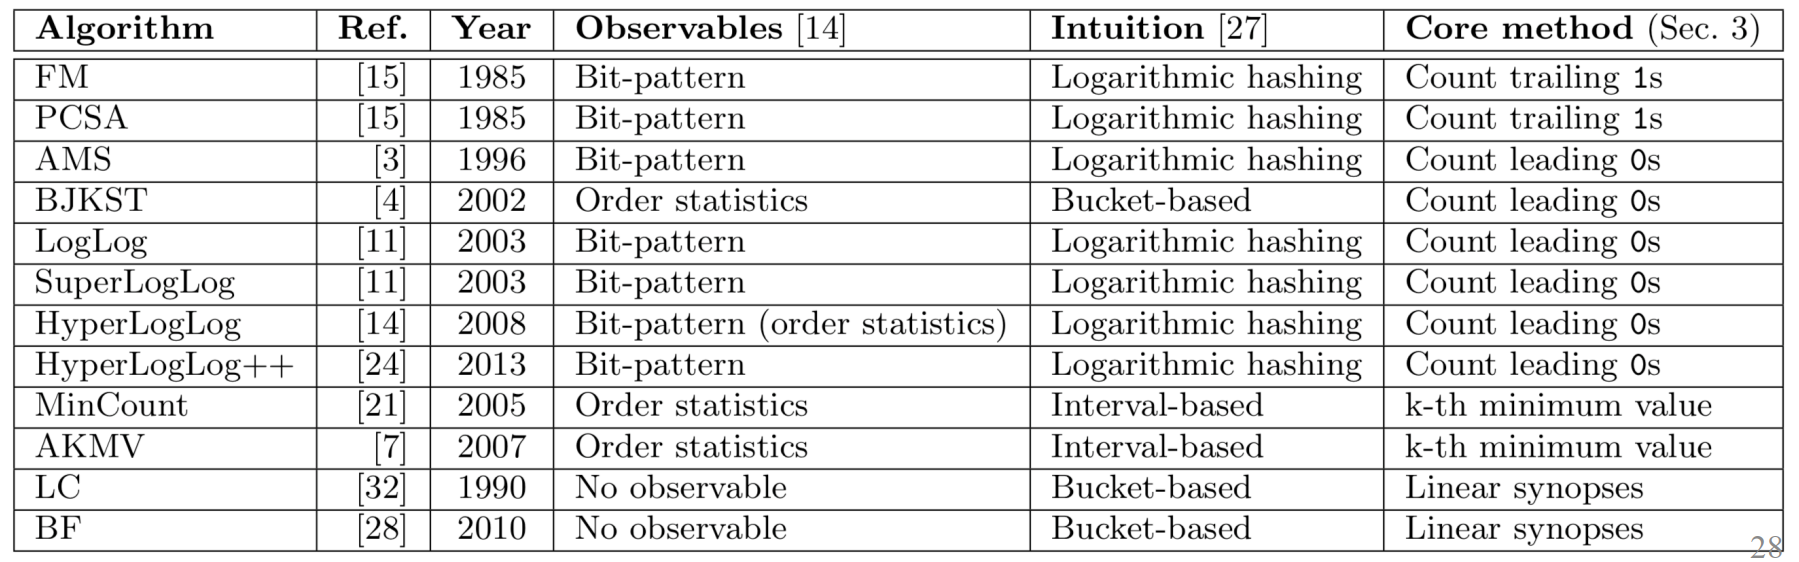 Algorithm Ref. Year Observables [14] Intuition [27] Core method (Sec. 3)
FM [15] 1985 Bit-pattern Logarithmic hashing Count trailing 1s
PCSA [15] 1985 Bit-pattern Logarithmic hashing Count trailing 1s
AMS [3] 1996 Bit-pattern Logarithmic hashing Count leading 0s
BJKST [4] 2002 Order statistics Bucket-based Count leading 0s
LogLog [11] 2003 Bit-pattern Logarithmic hashing Count leading 0s
SuperLogLog [11] 2003 Bit-pattern Logarithmic hashing Count leading 0s
HyperLogLog [14] 2008 Bit-pattern (order statistics) Logarithmic hashing Count leading 0s
HyperLogLog++ [24] 2013 Bit-pattern Logarithmic hashing Count leading 0s
MinCount [21] 2005 Order statistics Interval-based k-th minimum value
AKMV [7] 2007 Order statistics Interval-based k-th minimum value
LC [32] 1990 No observable Bucket-based Linear synopses
BF [28] 2010 No observable Bucket-based Linear synopses
28